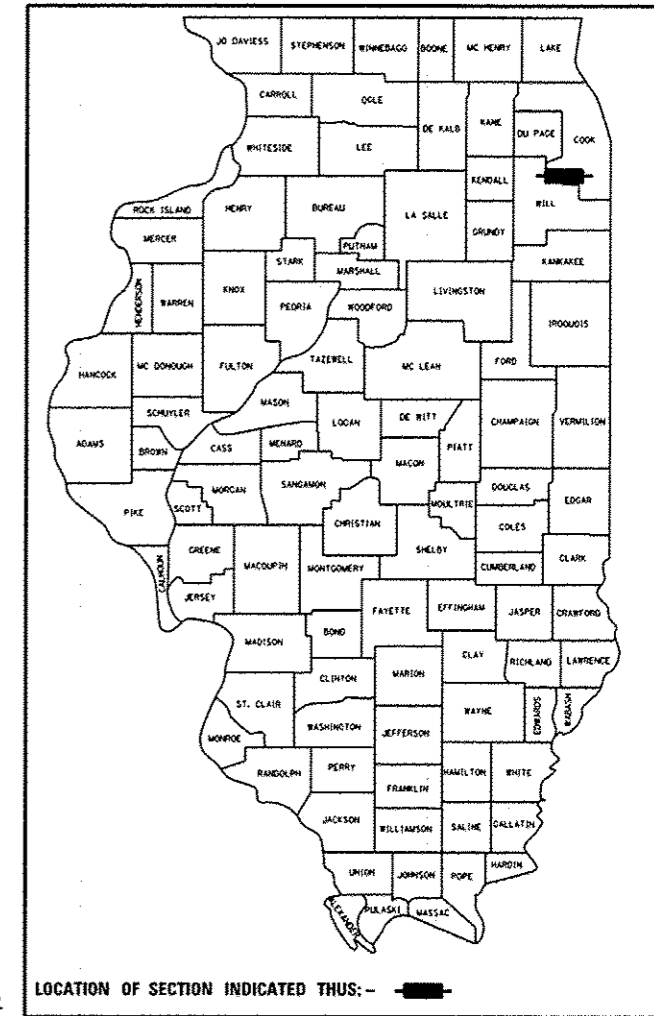 JO DAVIESS STEPHENSON WINNEBAGO BOONE MC HENRY LAKE
CARROLL OGLE DE KALB KANE DU PAGE COOK
WHITESIDE LEE KENDALL WILL
ROCK ISLAND HENRY BUREAU LA SALLE GRUNDY
MERCER PUTNAM KANKAKEE
HENDERSON WARREN KNOX STARK MARSHALL LIVINGSTON
PEORIA WOODFORD IROQUOIS
HANCOCK MC DONOUGH FULTON TAZEWELL MC LEAN FORD
SCHUYLER MASON LOGAN DE WITT CHAMPAIGN VERMILION
ADAMS BROWN CASS MENARD MACON PIATT
PIKE SCOTT MORGAN SANGAMON MOULTRIE DOUGLAS EDGAR
CHRISTIAN COLES
CALHOUN GREENE MACOUPIN MONTGOMERY SHELBY CUMBERLAND CLARK
JERSEY FAYETTE EFFINGHAM JASPER CRAWFORD
MADISON BOND CLAY RICHLAND LAWRENCE
CLINTON MARION
ST. CLAIR WAYNE EDWARDS WABASH
MONROE WASHINGTON JEFFERSON
RANDOLPH PERRY HAMILTON WHITE
FRANKLIN
JACKSON WILLIAMSON SALINE GALLATIN
UNION JOHNSON POPE HARDIN
ALEXANDER PULASKI MASSAC
LOCATION OF SECTION INDICATED THUS; -